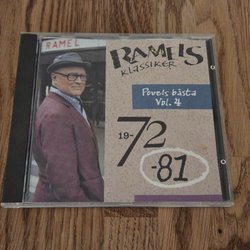 RAMEL
RAMELS
KLASSIKER
Povels bästa
Vol. 4
19-72
-81